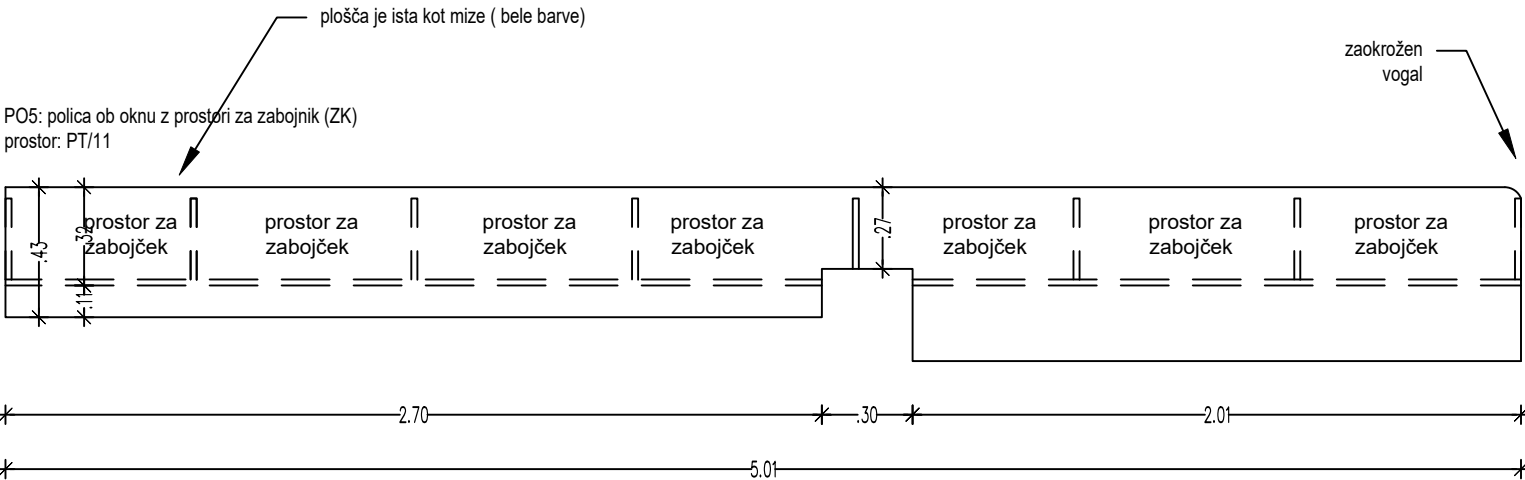 plošča je ista kot mize ( bele barve)
zaokrožen
vogal
PO5: polica ob oknu z prostori za zabojnik (ZK)
prostor: PT/11
prostor za
zabojček
prostor za
zabojček
prostor za
zabojček
prostor za
zabojček
prostor za
zabojček
prostor za
zabojček
prostor za
zabojček
.43
.32
.11
.27
2.70
.30
2.01
5.01